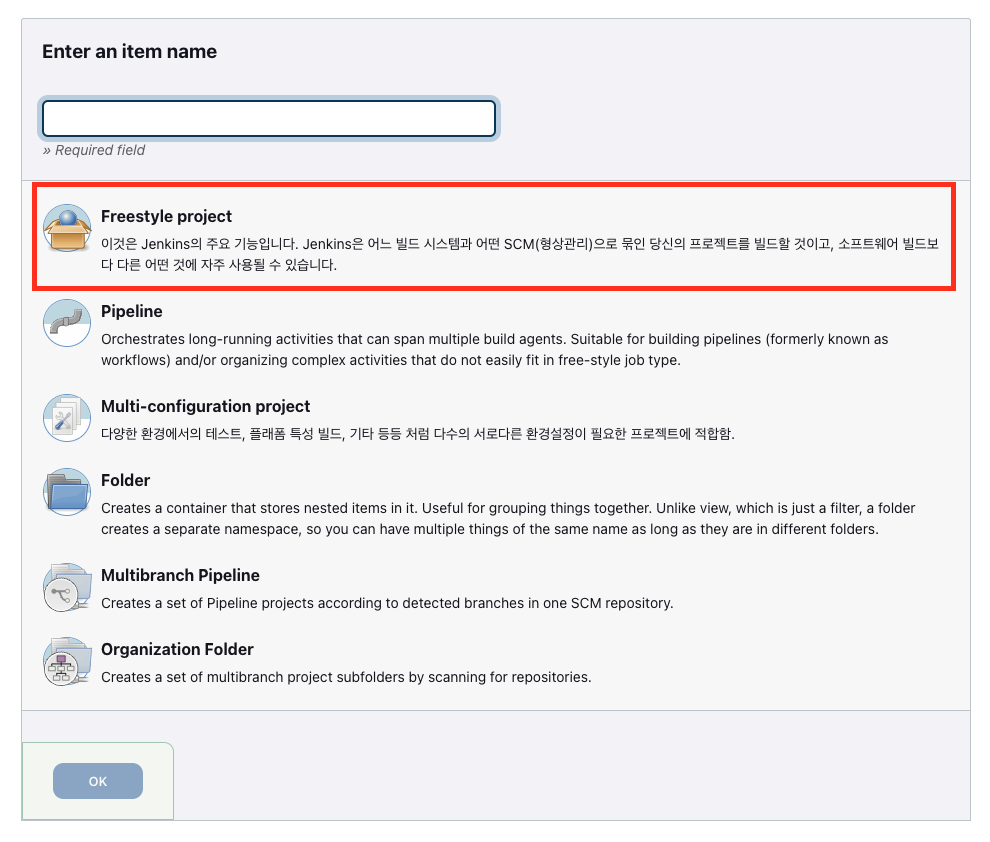 Enter an item name
» Required field
Freestyle project
이것은 Jenkins의 주요 기능입니다. Jenkins은 어느 빌드 시스템과 어떤 SCM(형상관리)으로 묶인 당신의 프로젝트를 빌드할 것이고, 소프트웨어 빌드보
다 다른 어떤 것에 자주 사용될 수 있습니다.
Pipeline
Orchestrates long-running activities that can span multiple build agents. Suitable for building pipelines (formerly known as
workflows) and/or organizing complex activities that do not easily fit in free-style job type.
Multi-configuration project
다양한 환경에서의 테스트, 플래폼 특성 빌드, 기타 등등 처럼 다수의 서로다른 환경설정이 필요한 프로젝트에 적합함.
Folder
Creates a container that stores nested items in it. Useful for grouping things together. Unlike view, which is just a filter, a folder
creates a separate namespace, so you can have multiple things of the same name as long as they are in different folders.
Multibranch Pipeline
Creates a set of Pipeline projects according to detected branches in one SCM repository.
Organization Folder
Creates a set of multibranch project subfolders by scanning for repositories.
OK